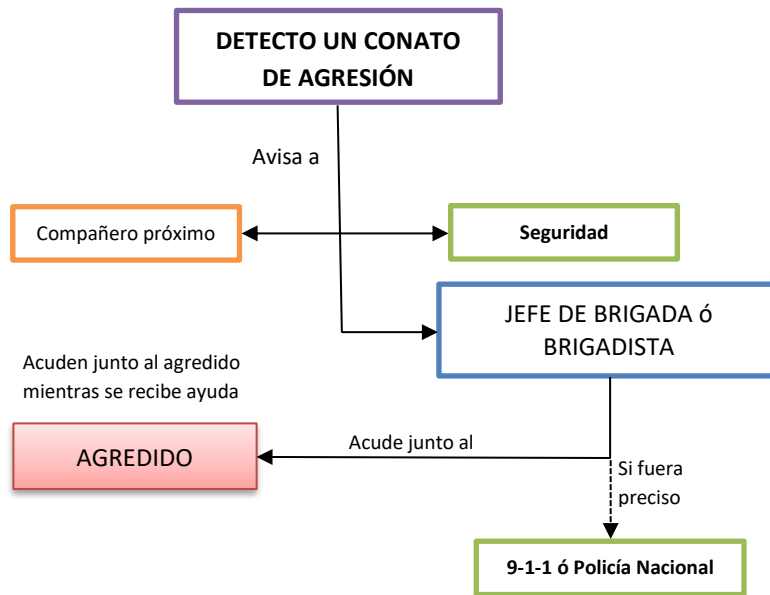 DETECTO UN CONATO
DE AGRESIÓN
Avisa a
Compañero próximo
Seguridad
JEFE DE BRIGADA ó
BRIGADISTA
Acuden junto al agredido
mientras se recibe ayuda
AGREDIDO
Acude junto al
Si fuera
preciso
9-1-1 ó Policía Nacional